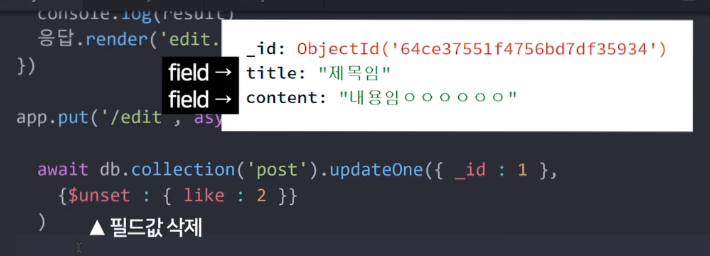 console.log(result)
응답.render('edit.
})
_id: ObjectId('64ce37551f4756bd7df35934')
field → title: "제목임"
field → content: "내용임ㅇㅇㅇㅇㅇㅇ"
app.put('/edit', asy
await db.collection('post').updateOne({ _id : 1 },
{$unset : { like : 2 }}
)
▲ 필드값 삭제